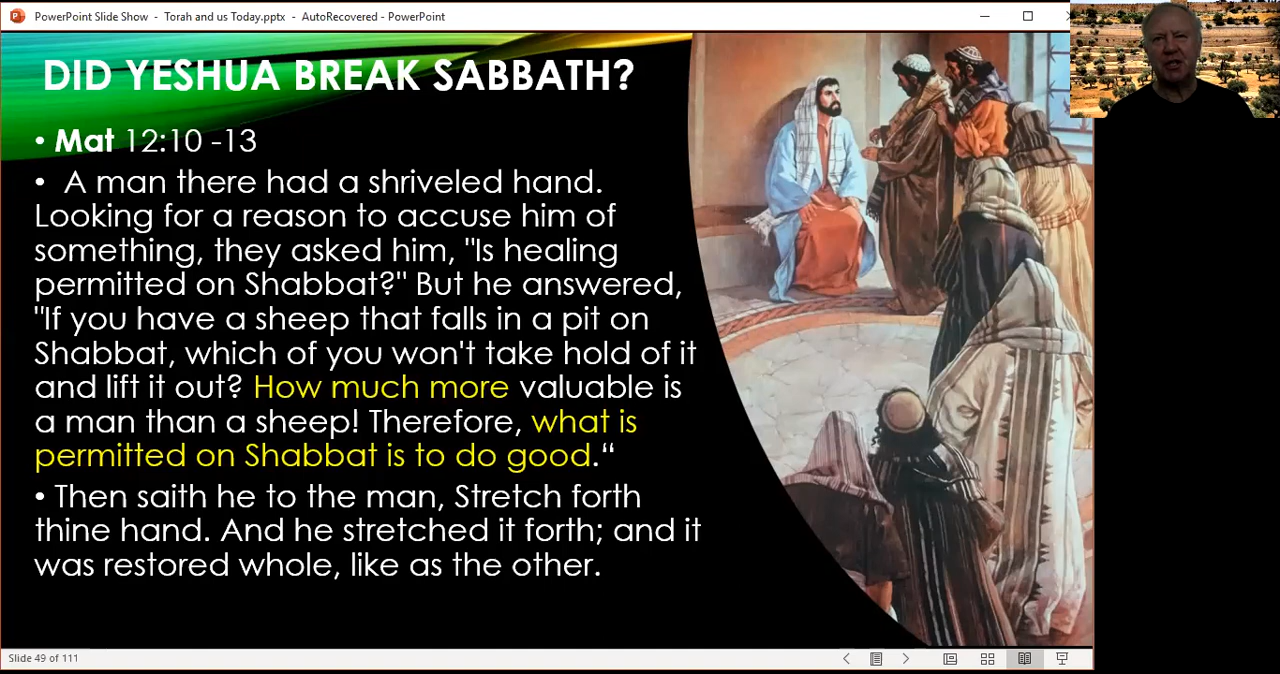 PowerPoint Slide Show - Torah and us Today.pptx - AutoRecovered - PowerPoint
DID YESHUA BREAK SABBATH?
• Mat 12:10 -13
• A man there had a shriveled hand.
Looking for a reason to accuse him of
something, they asked him, "Is healing
permitted on Shabbat?" But he answered,
"If you have a sheep that falls in a pit on
Shabbat, which of you won't take hold of it
and lift it out? How much more valuable is
a man than a sheep! Therefore, what is
permitted on Shabbat is to do good.“
• Then saith he to the man, Stretch forth
thine hand. And he stretched it forth; and it
was restored whole, like as the other.
Slide 49 of 111